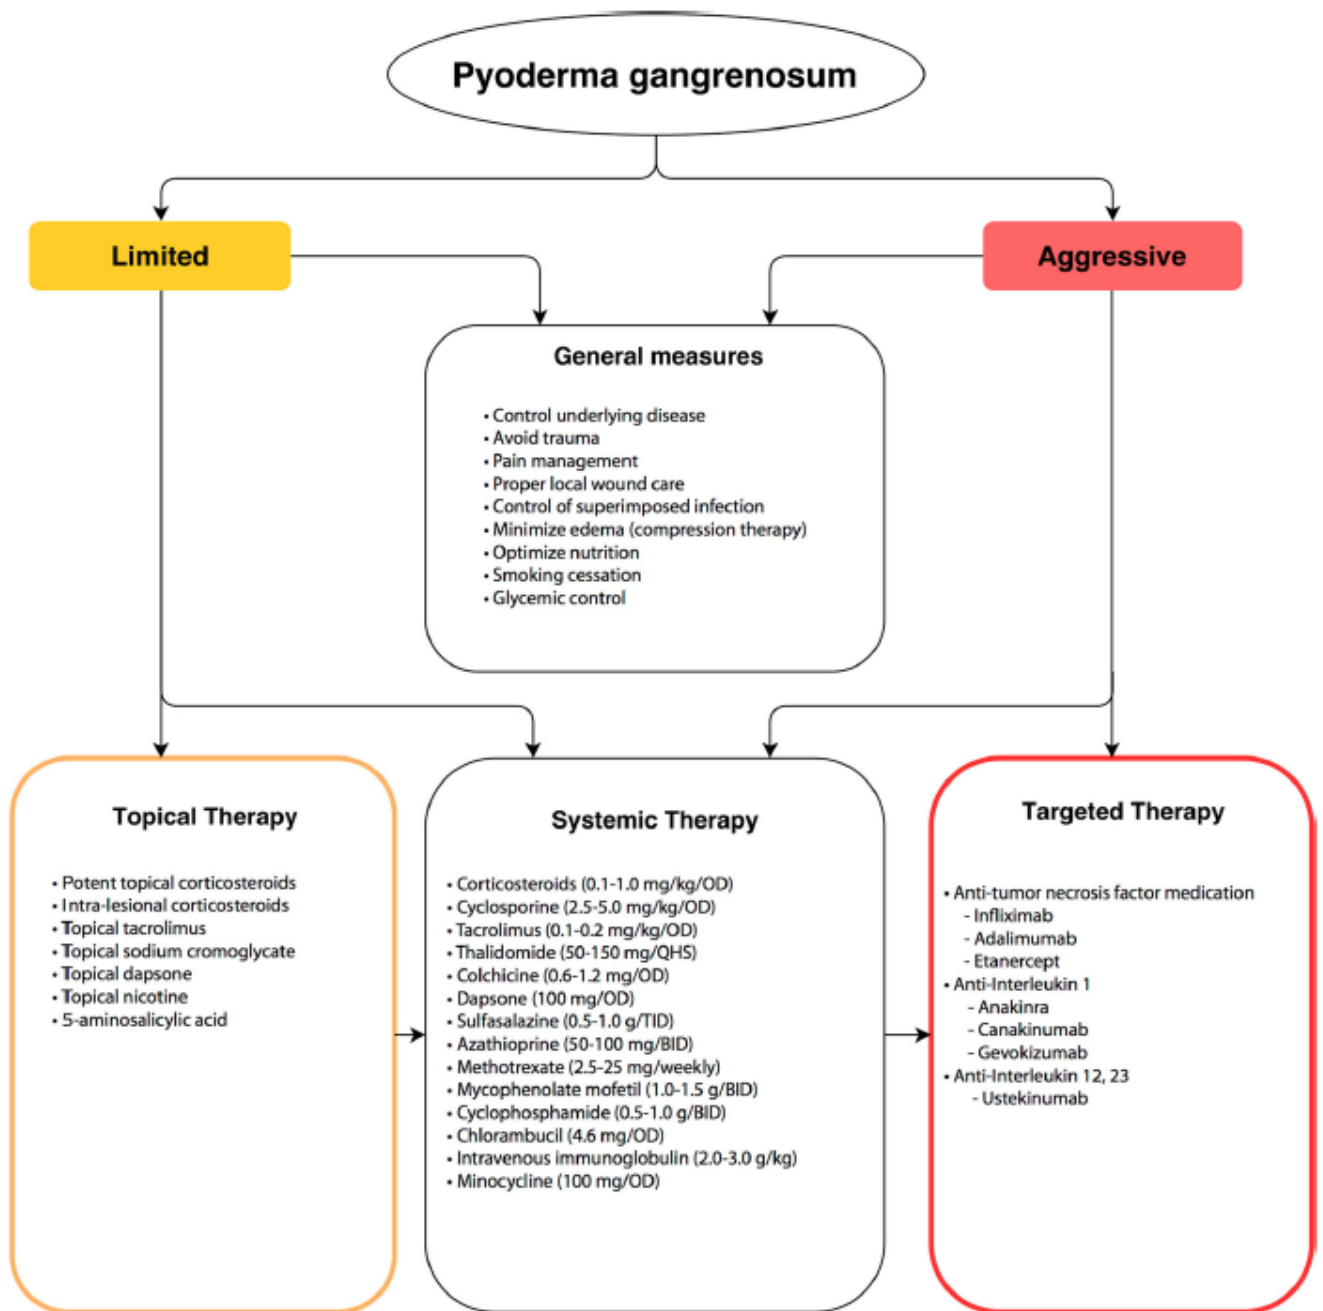 Pyoderma gangrenosum
Limited
Aggressive
General measures
• Control underlying disease
• Avoid trauma
• Pain management
• Proper local wound care
• Control of superimposed infection
• Minimize edema (compression therapy)
• Optimize nutrition
• Smoking cessation
• Glycemic control
Topical Therapy
• Potent topical corticosteroids
• Intra-lesional corticosteroids
• Topical tacrolimus
• Topical sodium cromoglycate
• Topical dapsone
• Topical nicotine
• 5-aminosalicylic acid
Systemic Therapy
• Corticosteroids (0.1-1.0 mg/kg/OD)
• Cyclosporine (2.5-5.0 mg/kg/OD)
• Tacrolimus (0.1-0.2 mg/kg/OD)
• Thalidomide (50-150 mg/QHS)
• Colchicine (0.6-1.2 mg/OD)
• Dapsone (100 mg/OD)
• Sulfasalazine (0.5-1.0 g/TID)
• Azathioprine (50-100 mg/BID)
• Methotrexate (2.5-25 mg/weekly)
• Mycophenolate mofetil (1.0-1.5 g/BID)
• Cyclophosphamide (0.5-1.0 g/BID)
• Chlorambucil (4.6 mg/OD)
• Intravenous immunoglobulin (2.0-3.0 g/kg)
• Minocycline (100 mg/OD)
Targeted Therapy
• Anti-tumor necrosis factor medication
- Infliximab
- Adalimumab
- Etanercept
• Anti-Interleukin 1
- Anakinra
- Canakinumab
- Gevokizumab
• Anti-Interleukin 12, 23
- Ustekinumab